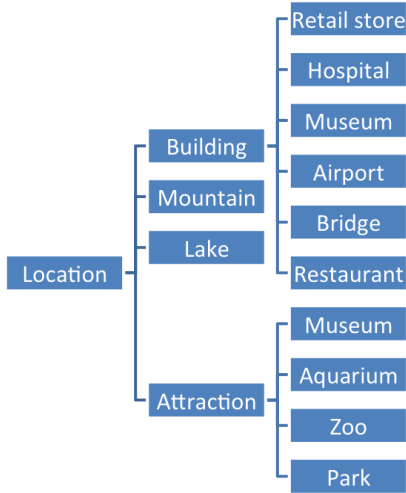 Location
Building
Retail store
Hospital
Museum
Airport
Bridge
Restaurant
Mountain
Lake
Attraction
Museum
Aquarium
Zoo
Park